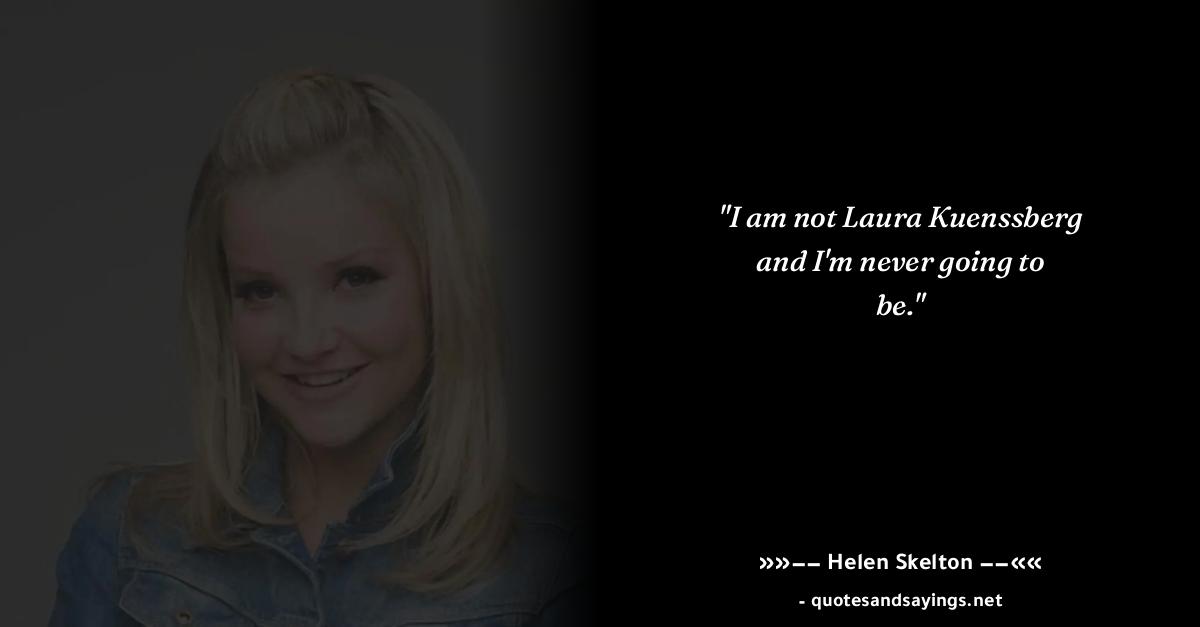 "I am not Laura Kuenssberg
and I'm never going to
be."
»»–– Helen Skelton ––««
- quotesandsayings.net